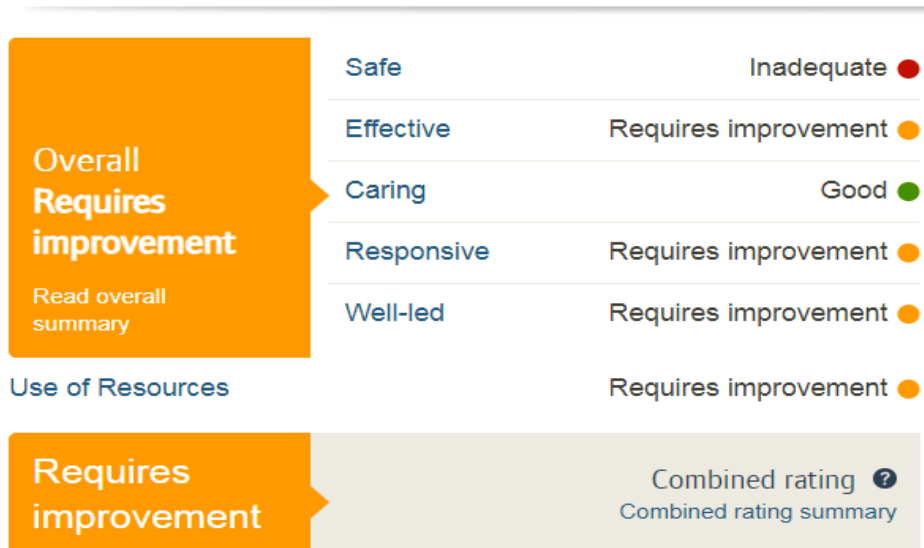 Overall
Requires
improvement
Read overall
summary
Safe Inadequate
Effective Requires improvement
Caring Good
Responsive Requires improvement
Well-led Requires improvement
Use of Resources Requires improvement
Requires
improvement
Combined rating ?
Combined rating summary